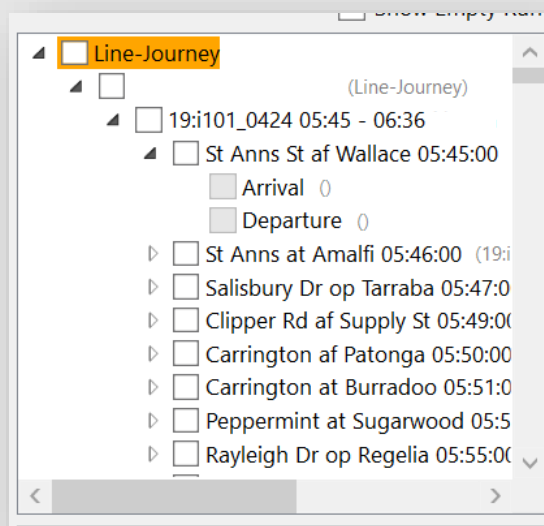 Line-Journey
(Line-Journey)
19:i101_0424 05:45 - 06:36
St Anns St af Wallace 05:45:00
Arrival ()
Departure ()
St Anns at Amalfi 05:46:00 (19:i
Salisbury Dr op Tarraba 05:47:0
Clipper Rd af Supply St 05:49:0
Carrington af Patonga 05:50:00
Carrington at Burradoo 05:51:0
Peppermint at Sugarwood 05:5
Rayleigh Dr op Regelia 05:55:0